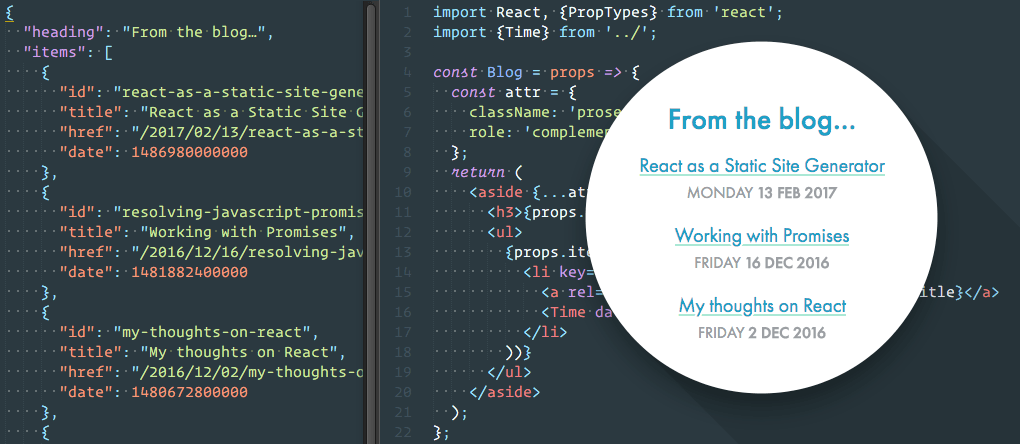 {
"heading": "From the blog…",
"items": [
{
"id": "react-as-a-static-site-gene
"title": "React as a Static Site G
"href": "/2017/02/13/react-as-a-st
"date": 1486980000000
},
{
"id": "resolving-javascript-promis
"title": "Working with Promises",
"href": "/2016/12/16/resolving-jav
"date": 1481882400000
},
{
"id": "my-thoughts-on-react",
"title": "My thoughts on React",
"href": "/2016/12/02/my-thoughts-o
"date": 1480672800000
},
{
1 import React, {PropTypes} from 'react';
2 import {Time} from '../';
3
4 const Blog = props => {
5 const attr = {
6 className: 'prose
7 role: 'complemen
8 };
9 return (
10 <aside {...at
11 <h3>{props.
12 <ul>
13 {props.ite
14 <li key=
15 <a rel= itle}</a>
16 <Time da
17 </li>
18 ))}
19 </ul>
20 </aside>
21 );
22 };
From the blog...
React as a Static Site Generator
MONDAY 13 FEB 2017
Working with Promises
FRIDAY 16 DEC 2016
My thoughts on React
FRIDAY 2 DEC 2016